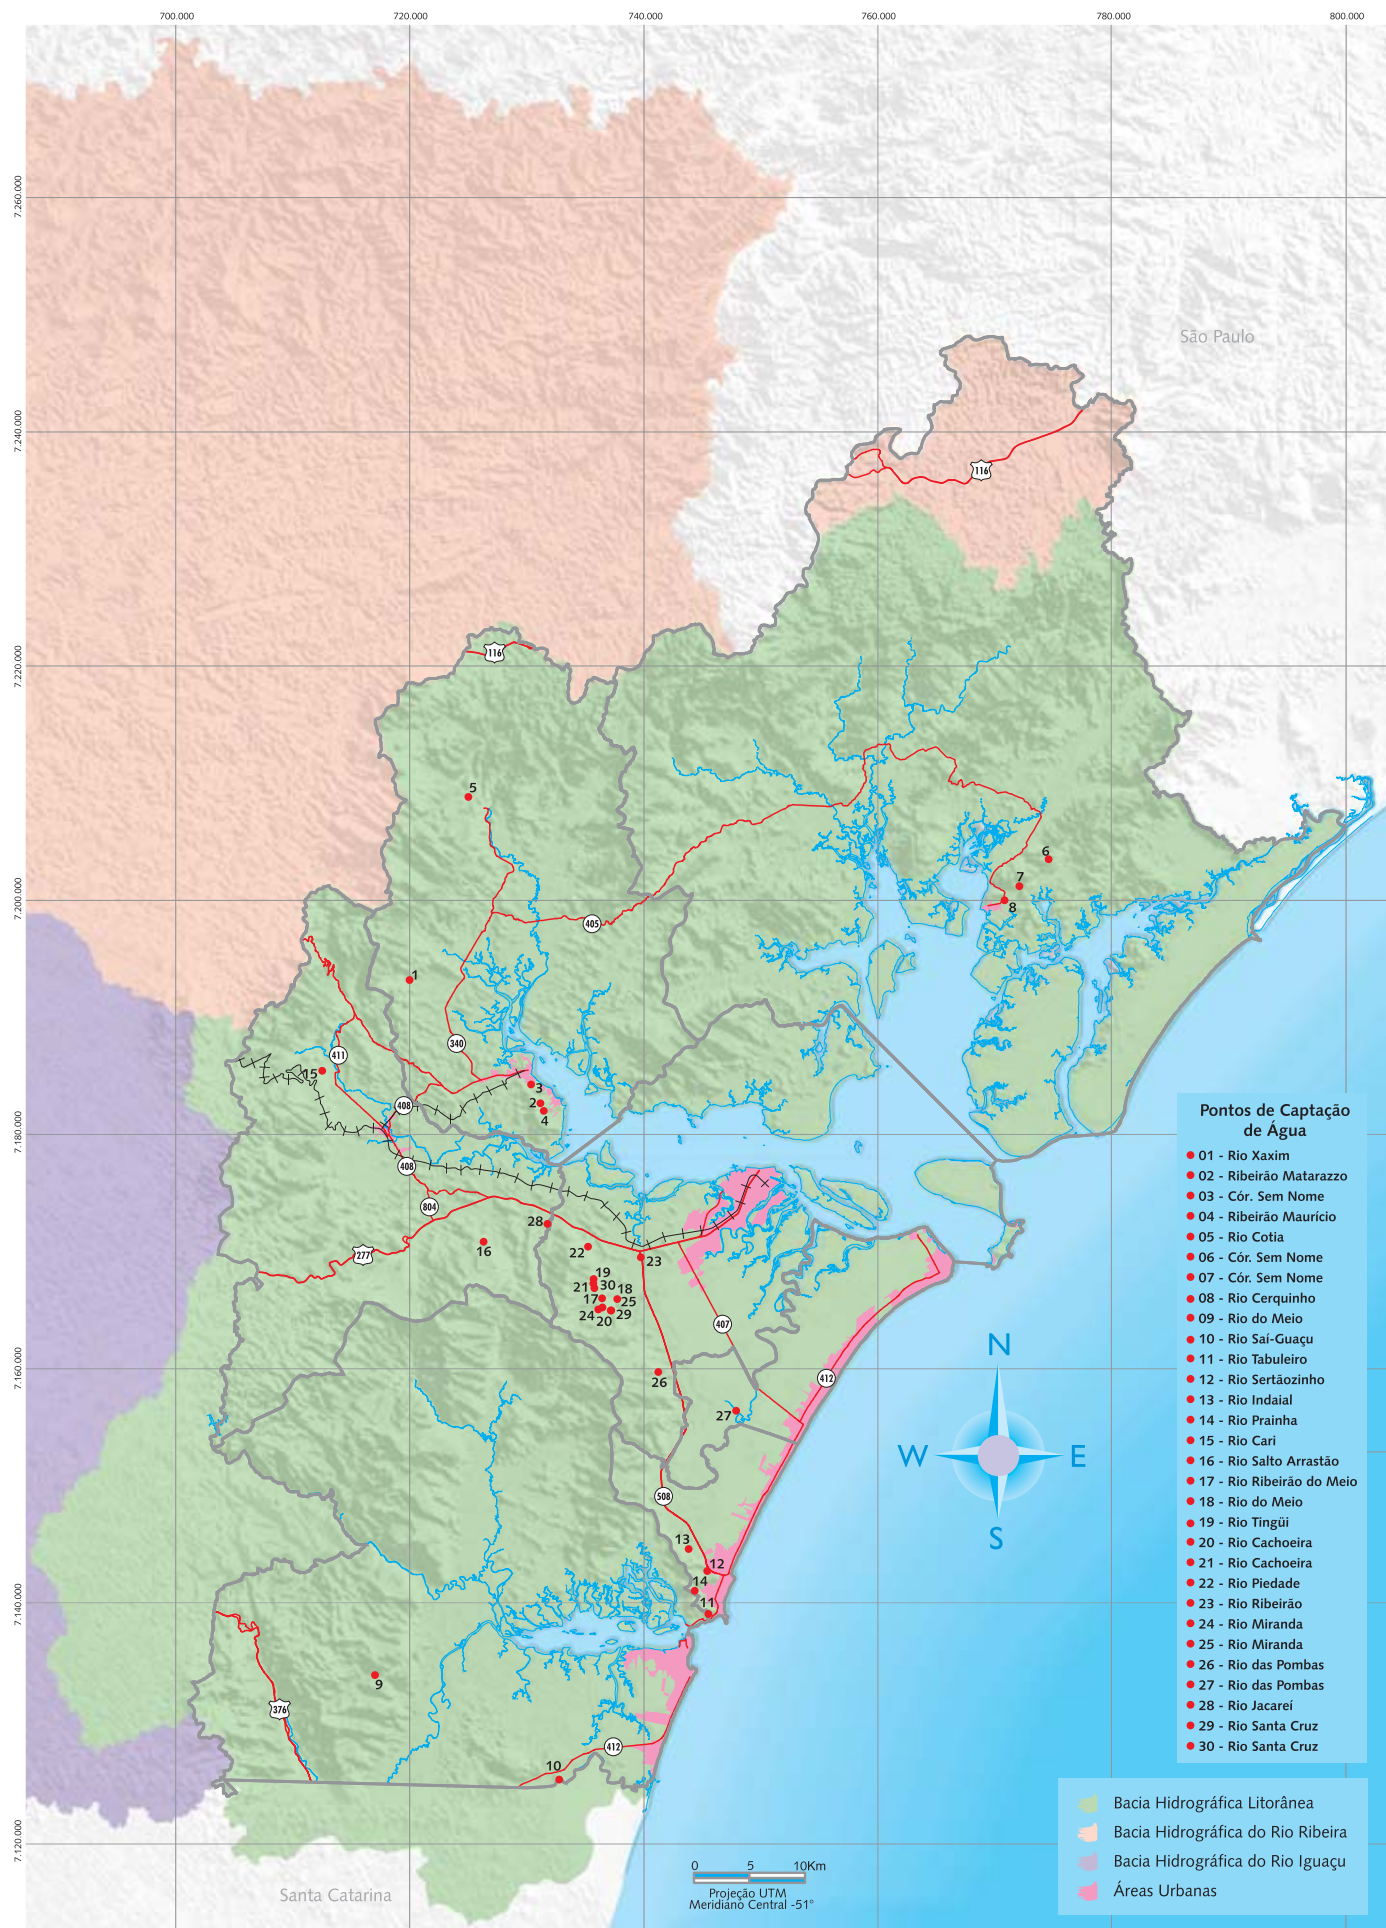 700.000
720.000
740.000
760.000
780.000
800.000
7.260.000
São Paulo
7.240.000
116
116
7.220.000
5
6
7
7.200.000
8
405
1
340
411
15
3
2
4
408
7.180.000
408
804
28
22
16
277
23
19
21
30
17
18
25
24
20
29
407
7.160.000
26
412
27
508
13
12
14
11
7.140.000
9
376
412
10
7.120.000
Santa Catarina
N
W
E
S
Pontos de Captação
de Água
01 - Rio Xaxim
02 - Ribeirão Matarazzo
03 - Cór. Sem Nome
04 - Ribeirão Maurício
05 - Rio Cotia
06 - Cór. Sem Nome
07 - Cór. Sem Nome
08 - Rio Cerquinho
09 - Rio do Meio
10 - Rio Saí-Guaçu
11 - Rio Tabuleiro
12 - Rio Sertãozinho
13 - Rio Indaial
14 - Rio Prainha
15 - Rio Cari
16 - Rio Salto Arrastão
17 - Rio Ribeirão do Meio
18 - Rio do Meio
19 - Rio Tingüi
20 - Rio Cachoeira
21 - Rio Cachoeira
22 - Rio Piedade
23 - Rio Ribeirão
24 - Rio Miranda
25 - Rio Miranda
26 - Rio das Pombas
27 - Rio das Pombas
28 - Rio Jacareí
29 - Rio Santa Cruz
30 - Rio Santa Cruz
Bacia Hidrográfica Litorânea
Bacia Hidrográfica do Rio Ribeira
Bacia Hidrográfica do Rio Iguaçu
Áreas Urbanas
0 5 10Km
Projeção UTM
Meridiano Central -51°